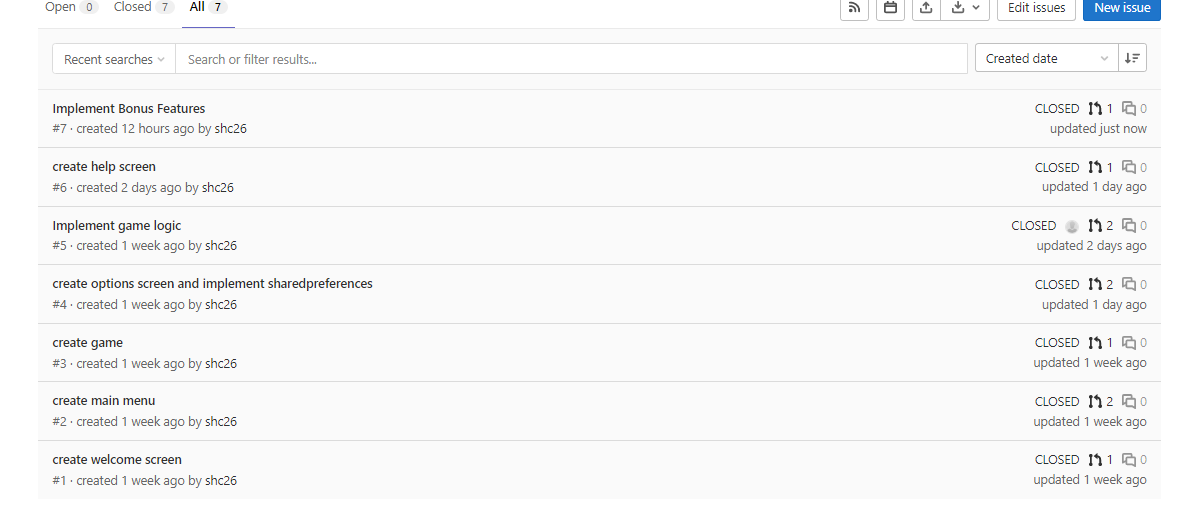 Open 0 Closed 7 All 7 Edit issues New issue
Recent searches Search or filter results... Created date
Implement Bonus Features CLOSED 1 0
#7 · created 12 hours ago by shc26 updated just now
create help screen CLOSED 1 0
#6 · created 2 days ago by shc26 updated 1 day ago
Implement game logic CLOSED 2 0
#5 · created 1 week ago by shc26 updated 2 days ago
create options screen and implement sharedpreferences CLOSED 2 0
#4 · created 1 week ago by shc26 updated 1 day ago
create game CLOSED 1 0
#3 · created 1 week ago by shc26 updated 1 week ago
create main menu CLOSED 2 0
#2 · created 1 week ago by shc26 updated 1 week ago
create welcome screen CLOSED 1 0
#1 · created 1 week ago by shc26 updated 1 week ago